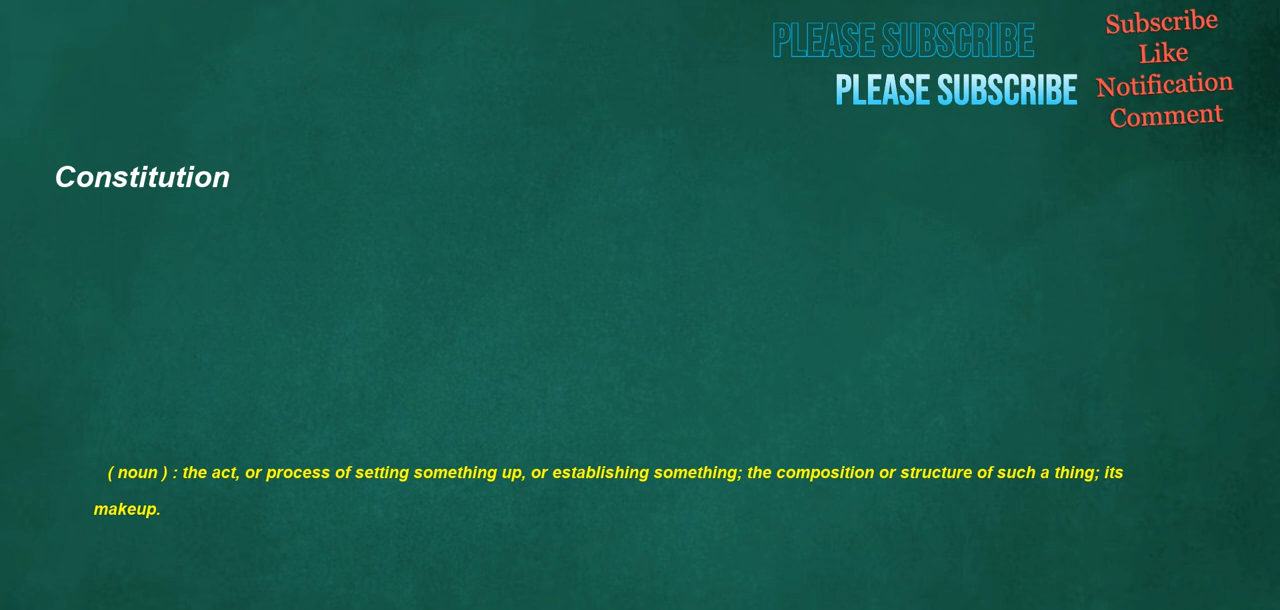 PLEASE SUBSCRIBE
PLEASE SUBSCRIBE
Subscribe
Like
Notification
Comment
Constitution
( noun ) : the act, or process of setting something up, or establishing something; the composition or structure of such a thing; its
makeup.